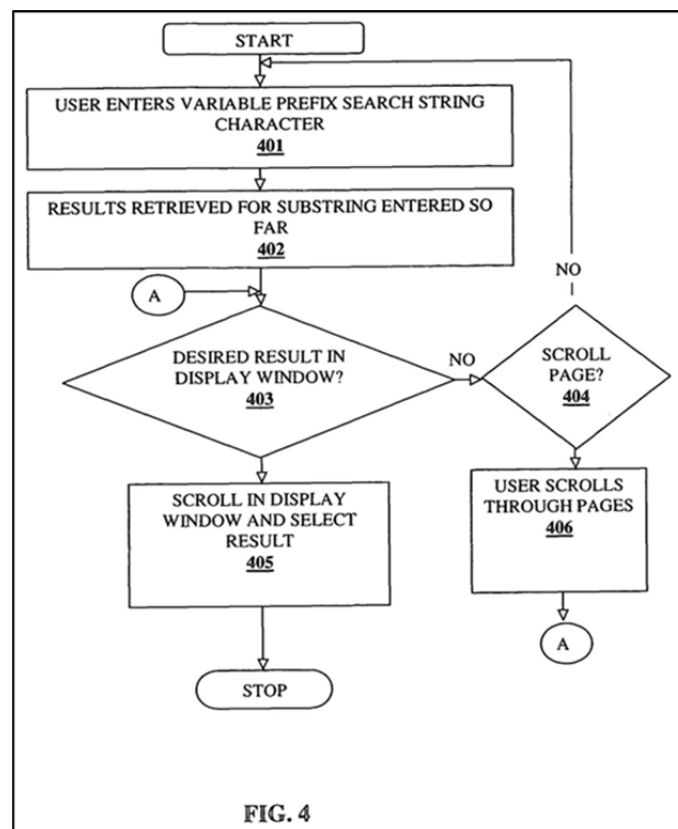 START
USER ENTERS VARIABLE PREFIX SEARCH STRING
CHARACTER
401
RESULTS RETRIEVED FOR SUBSTRING ENTERED SO
FAR
402
NO
A
DESIRED RESULT IN
DISPLAY WINDOW?
403
NO
SCROLL
PAGE?
404
SCROLL IN DISPLAY
WINDOW AND SELECT
RESULT
405
USER SCROLLS
THROUGH PAGES
406
A
STOP
FIG. 4